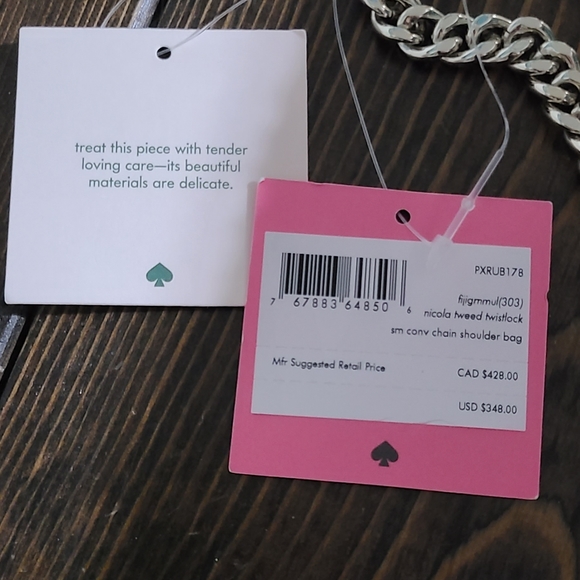 treat this piece with tender
loving care—its beautiful
materials are delicate.
PXRUB178
7 67883 64850 6
fijigrnmul(303)
nicola tweed twistlock
sm conv chain shoulder bag
Mfr Suggested Retail Price CAD $428.00
USD $348.00